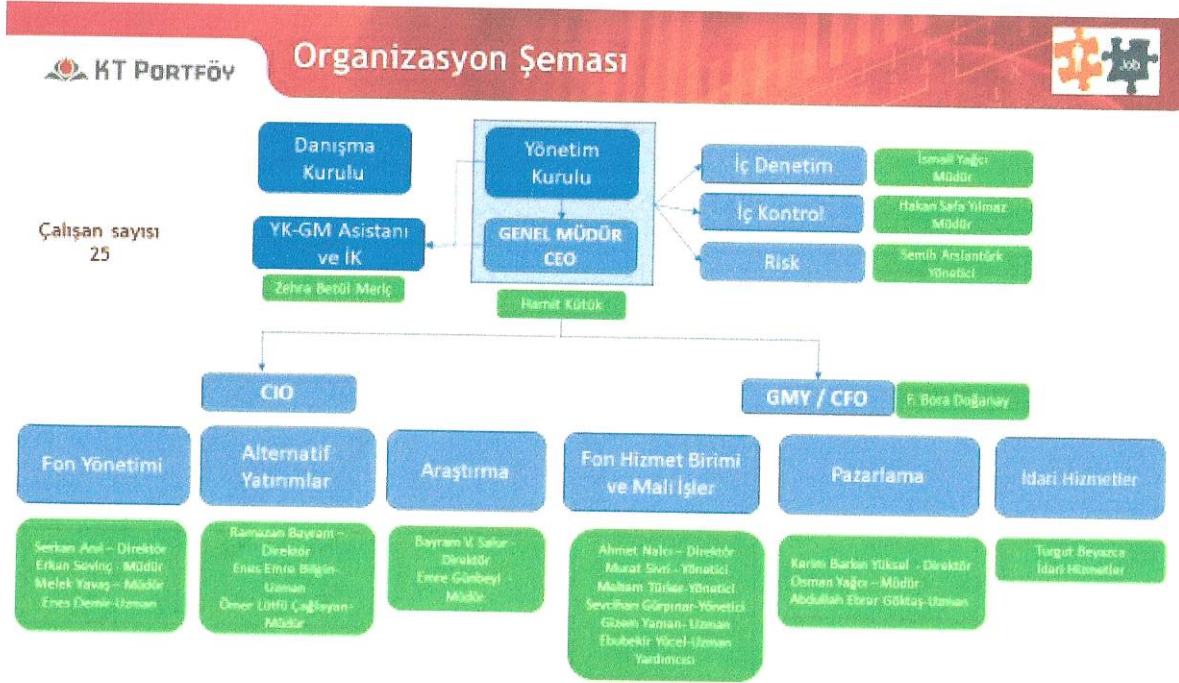 KT PORTFÖY
Organizasyon Şeması
Job
Danışma
Kurulu
Yönetim
Kurulu
İç Denetim
İsmail Yağcı
Müdür
Çalışan sayısı
25
YK-GM Asistanı
ve İK
GENEL MÜDÜR
CEO
İç Kontrol
Hakan Safa Yılmaz
Müdür
Risk
Semih Arslantürk
Yönetici
Zehra Betül Meriç
Hamit Kütük
CIO
GMY / CFO
F. Bora Doğanay
Fon Yönetimi
Alternatif
Yatırımlar
Araştırma
Fon Hizmet Birimi
ve Mali İşler
Pazarlama
İdari Hizmetler
Serkan Anıl – Direktör
Erkan Sevinç - Müdür
Melek Yavaş – Müdür
Enes Demir-Uzman
Ramazan Bayram –
Direktör
Enes Emre Bilgin-
Uzman
Ömer Lütfü Çağlayan-
Müdür
Bayram V. Salur -
Direktör
Emre Günbeyi
Müdür
Ahmet Nalcı – Direktör
Murat Sivri - Yönetici
Meltem Türker-Yönetici
Sevcihan Gürpınar-Yönetici
Gizem Yaman- Uzman
Ebubekir Yücel-Uzman
Yardımcısı
Kerim Barkın Yüksel - Direktör
Osman Yağcı – Müdür
Abdullah Ebrar Göktaş-Uzman
Turgut Beyazca
İdari Hizmetler